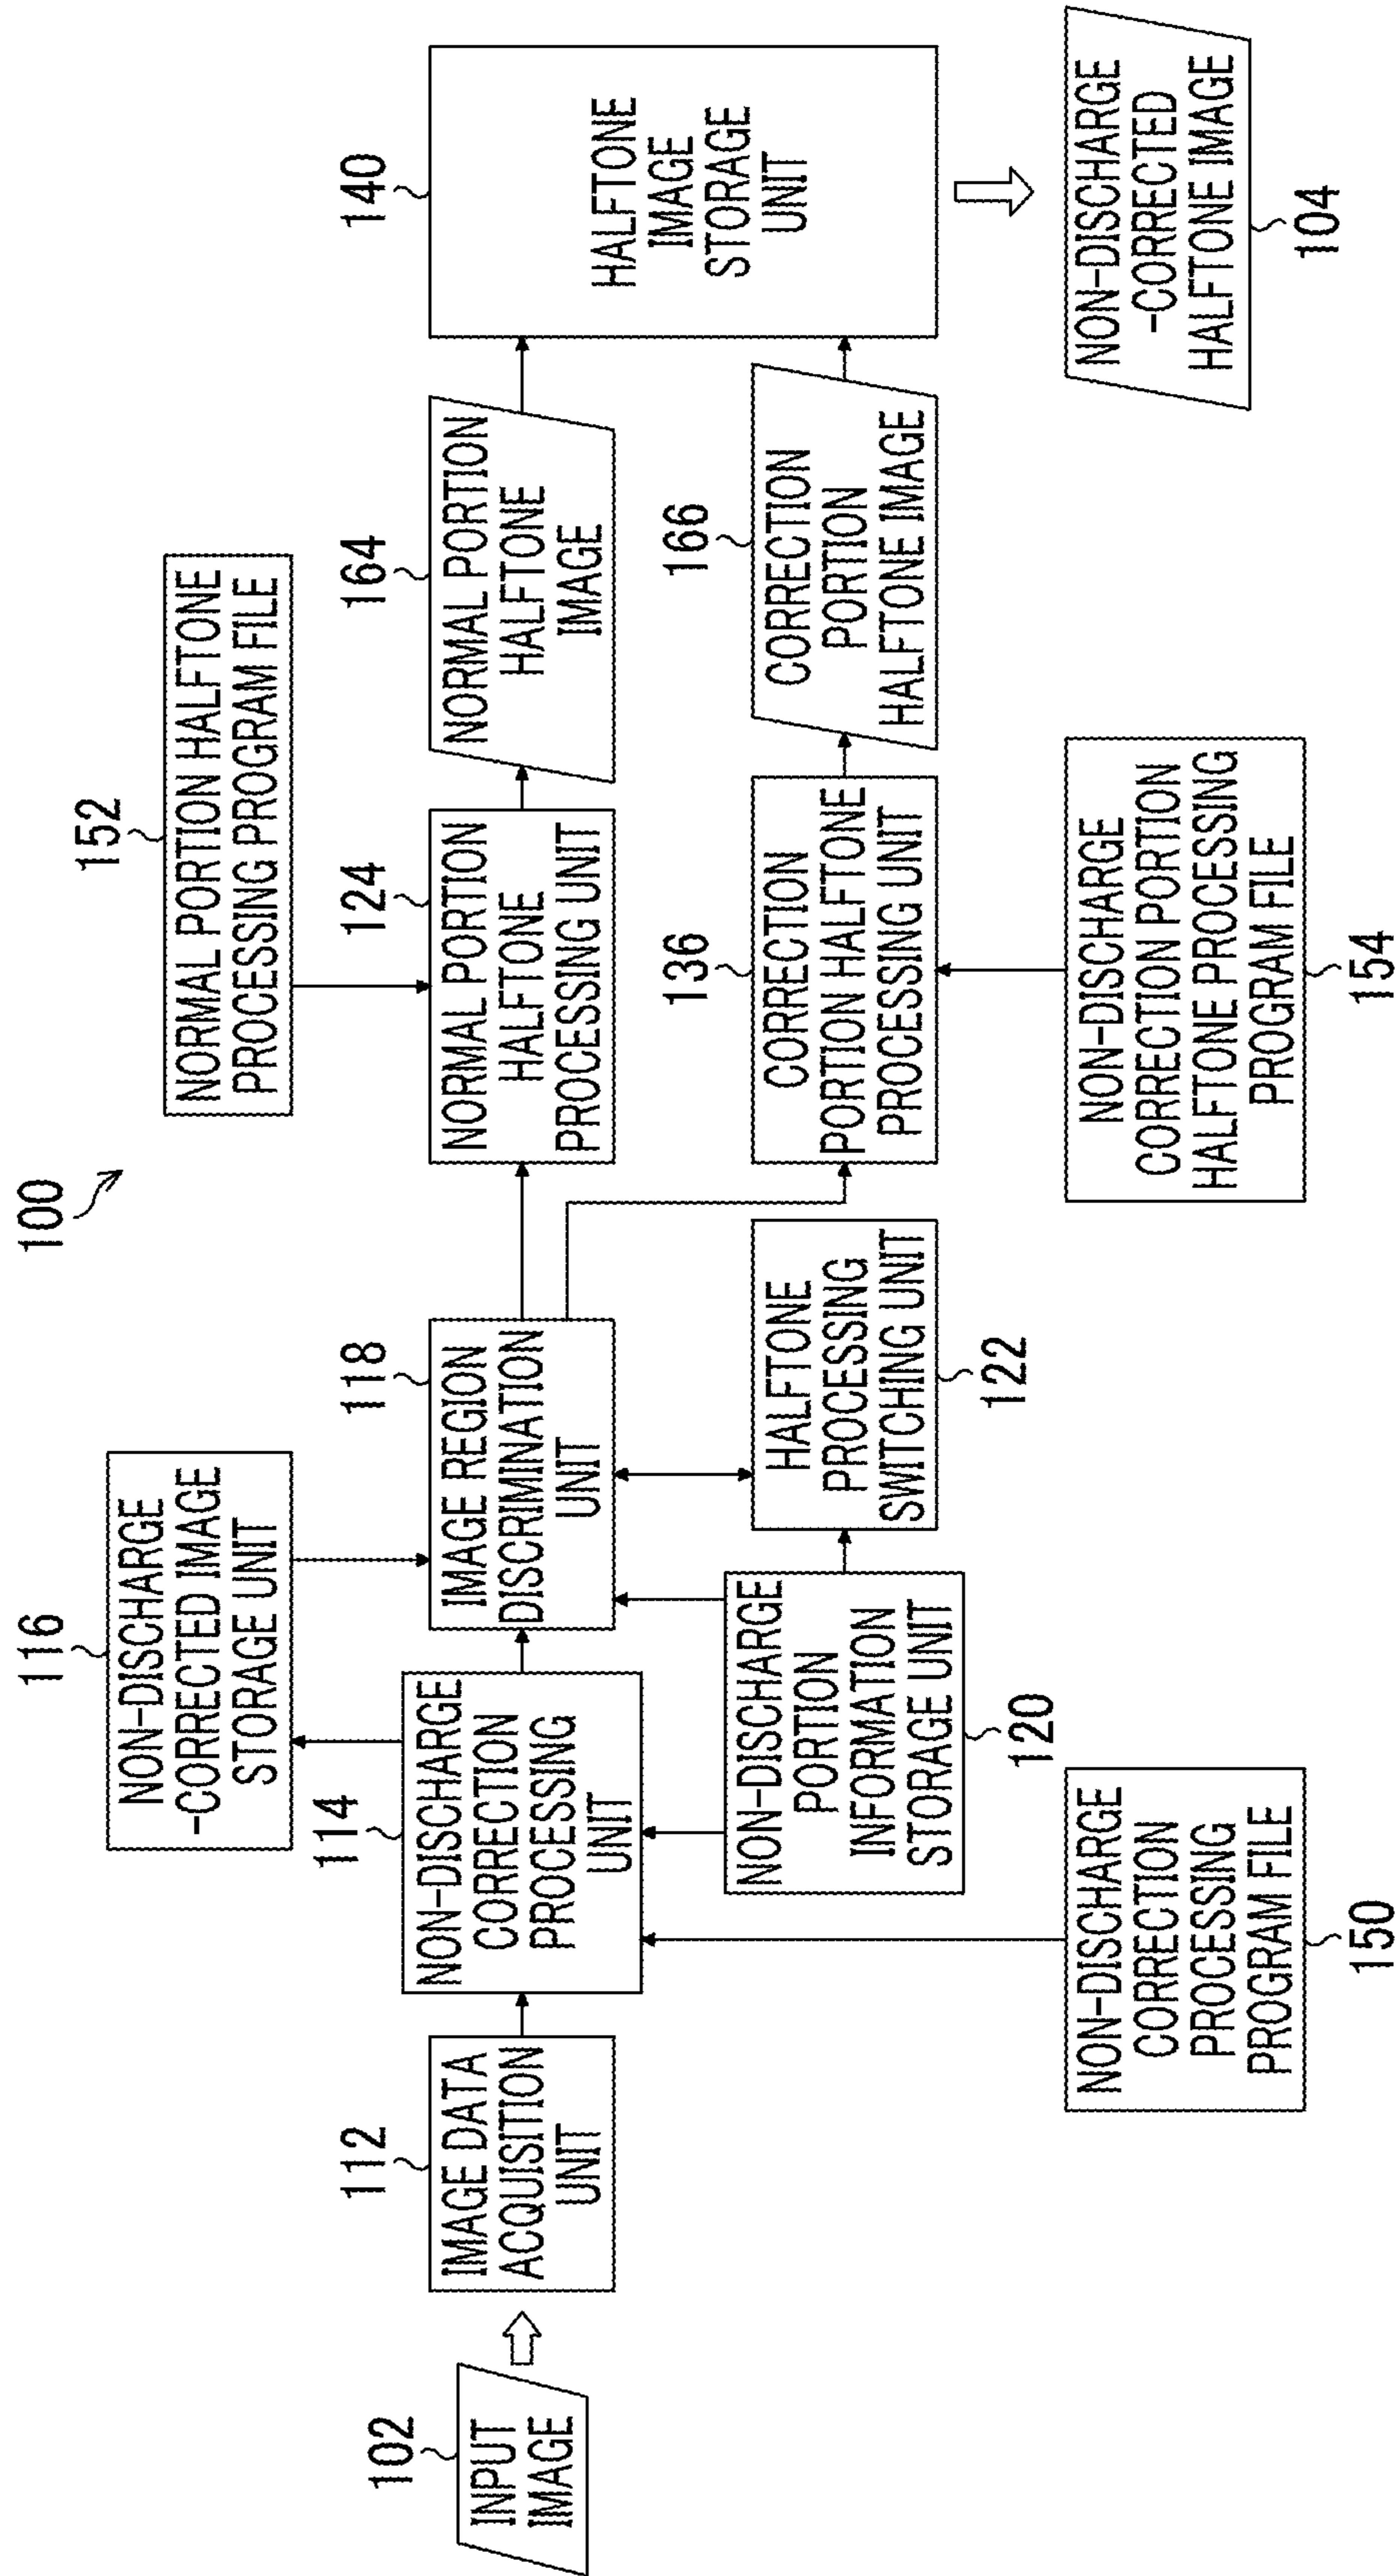 100
102
INPUT
IMAGE
112
IMAGE DATA
ACQUISITION
UNIT
114
NON-DISCHARGE
CORRECTION
PROCESSING
UNIT
116
NON-DISCHARGE
-CORRECTED IMAGE
STORAGE UNIT
118
IMAGE REGION
DISCRIMINATION
UNIT
NON-DISCHARGE
PORTION
INFORMATION
STORAGE UNIT
120
HALFTONE
PROCESSING
SWITCHING UNIT
122
NON-DISCHARGE
CORRECTION
PROCESSING
PROGRAM FILE
150
152
NORMAL PORTION HALFTONE
PROCESSING PROGRAM FILE
124
NORMAL PORTION
HALFTONE
PROCESSING UNIT
164
NORMAL PORTION
HALFTONE
IMAGE
136
CORRECTION
PORTION HALFTONE
PROCESSING UNIT
166
CORRECTION
PORTION
HALFTONE IMAGE
NON-DISCHARGE
CORRECTION PORTION
HALFTONE PROCESSING
PROGRAM FILE
154
140
HALFTONE
IMAGE
STORAGE
UNIT
NON-DISCHARGE
-CORRECTED
HALFTONE IMAGE
104